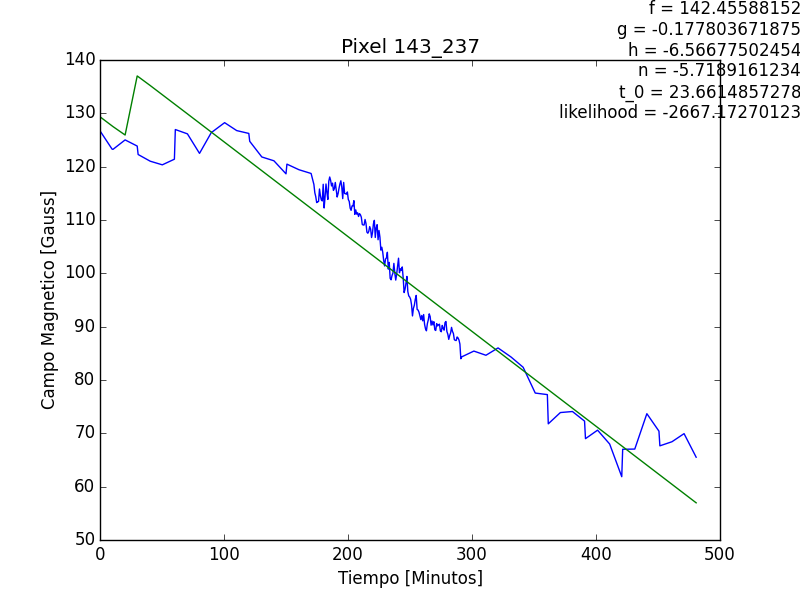 f = 142.45588152
g = -0.177803671875
Pixel 143_237
h = -6.56677502454
n = -5.7189161234
t_0 = 23.6614857278
likelihood = -2667.17270123
140
130
120
110
100
90
80
70
60
50
Campo Magnetico [Gauss]
0 100 200 300 400 500
Tiempo [Minutos]